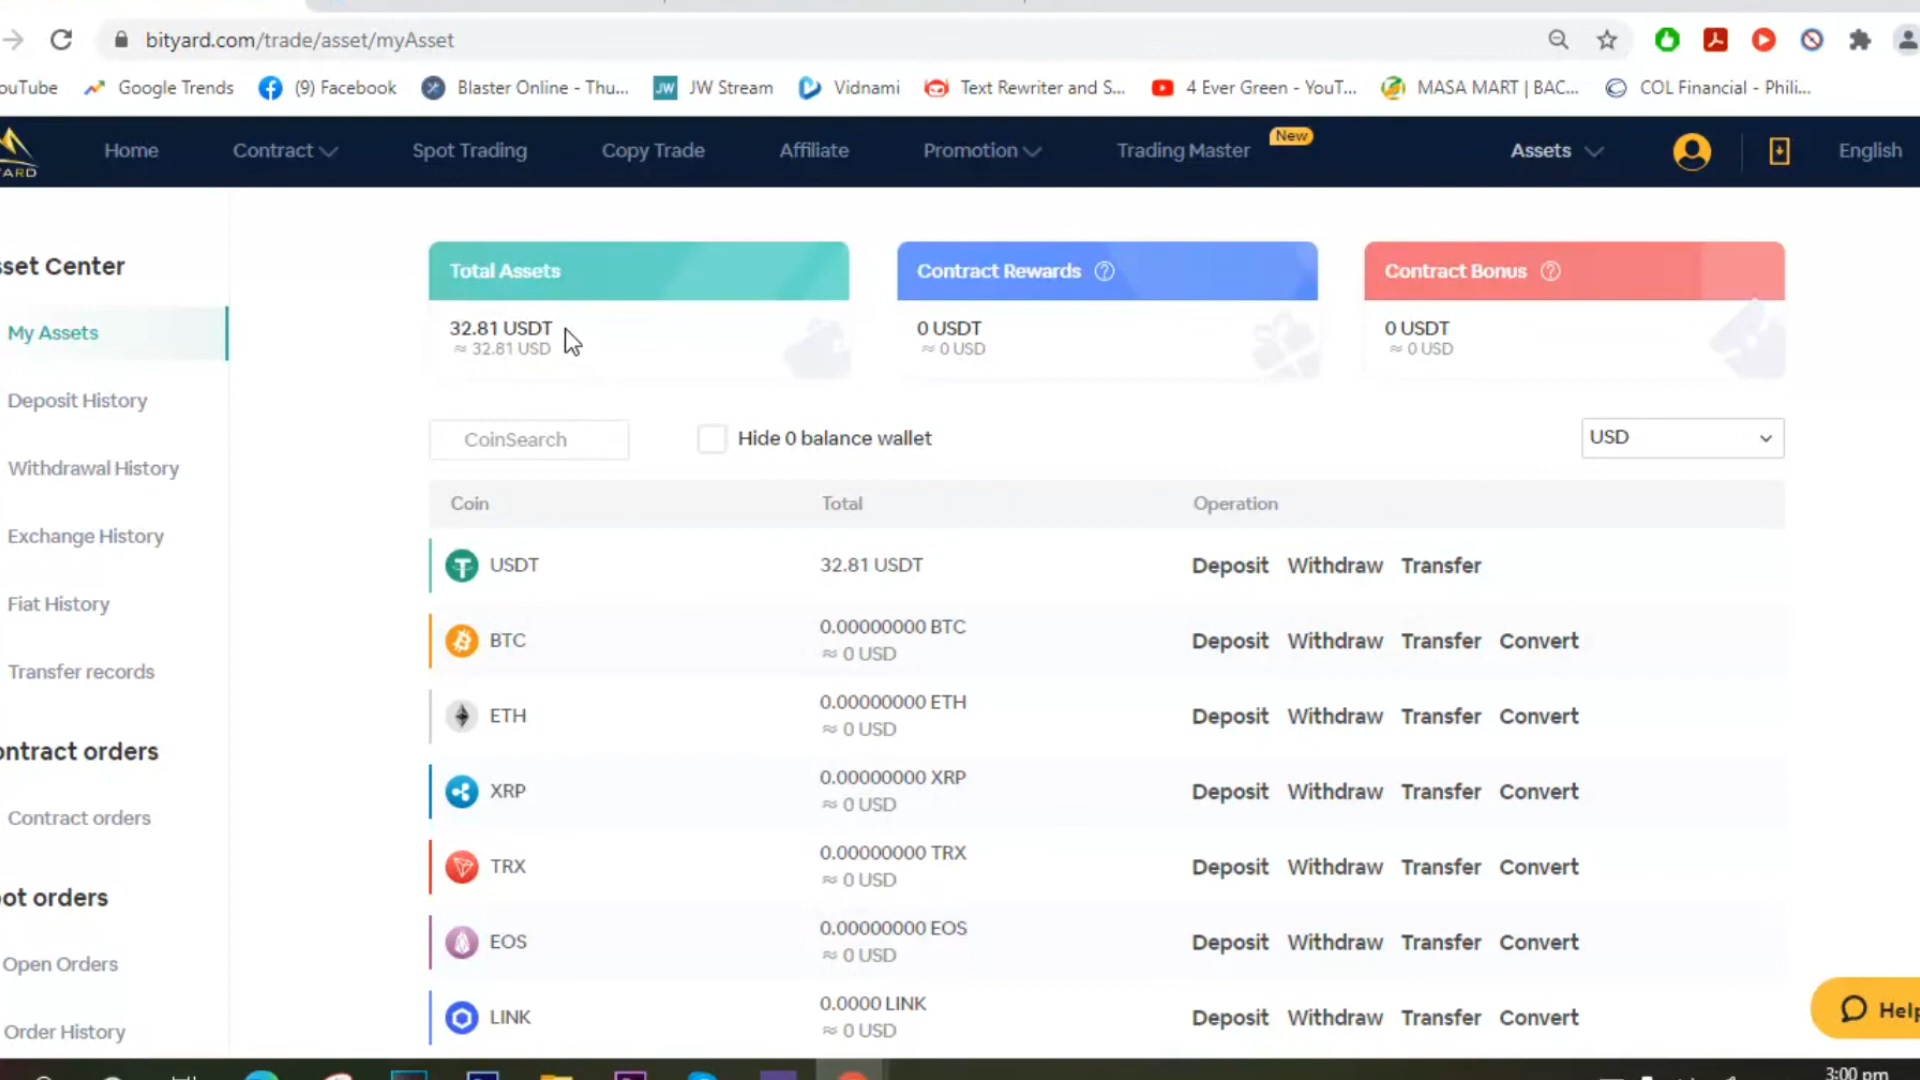 bityard.com/trade/asset/myAsset
ouTube Google Trends (9) Facebook Blaster Online - Thu... JW Stream Vidnami Text Rewriter and S... 4 Ever Green - YouT... MASA MART | BAC... COL Financial - Phili...
ARD Home Contract Spot Trading Copy Trade Affiliate Promotion Trading Master New Assets English
sset Center
My Assets
Deposit History
Withdrawal History
Exchange History
Fiat History
Transfer records
ontract orders
Contract orders
ot orders
Open Orders
Order History
Total Assets
32.81 USDT
≈ 32.81 USD
Contract Rewards ?
0 USDT
≈ 0 USD
Contract Bonus ?
0 USDT
≈ 0 USD
CoinSearch Hide 0 balance wallet USD
Coin Total Operation
USDT 32.81 USDT Deposit Withdraw Transfer
BTC 0.00000000 BTC Deposit Withdraw Transfer Convert
≈ 0 USD
ETH 0.00000000 ETH Deposit Withdraw Transfer Convert
≈ 0 USD
XRP 0.00000000 XRP Deposit Withdraw Transfer Convert
≈ 0 USD
TRX 0.00000000 TRX Deposit Withdraw Transfer Convert
≈ 0 USD
EOS 0.00000000 EOS Deposit Withdraw Transfer Convert
≈ 0 USD
LINK 0.0000 LINK Deposit Withdraw Transfer Convert
≈ 0 USD
Help
3:00 pm